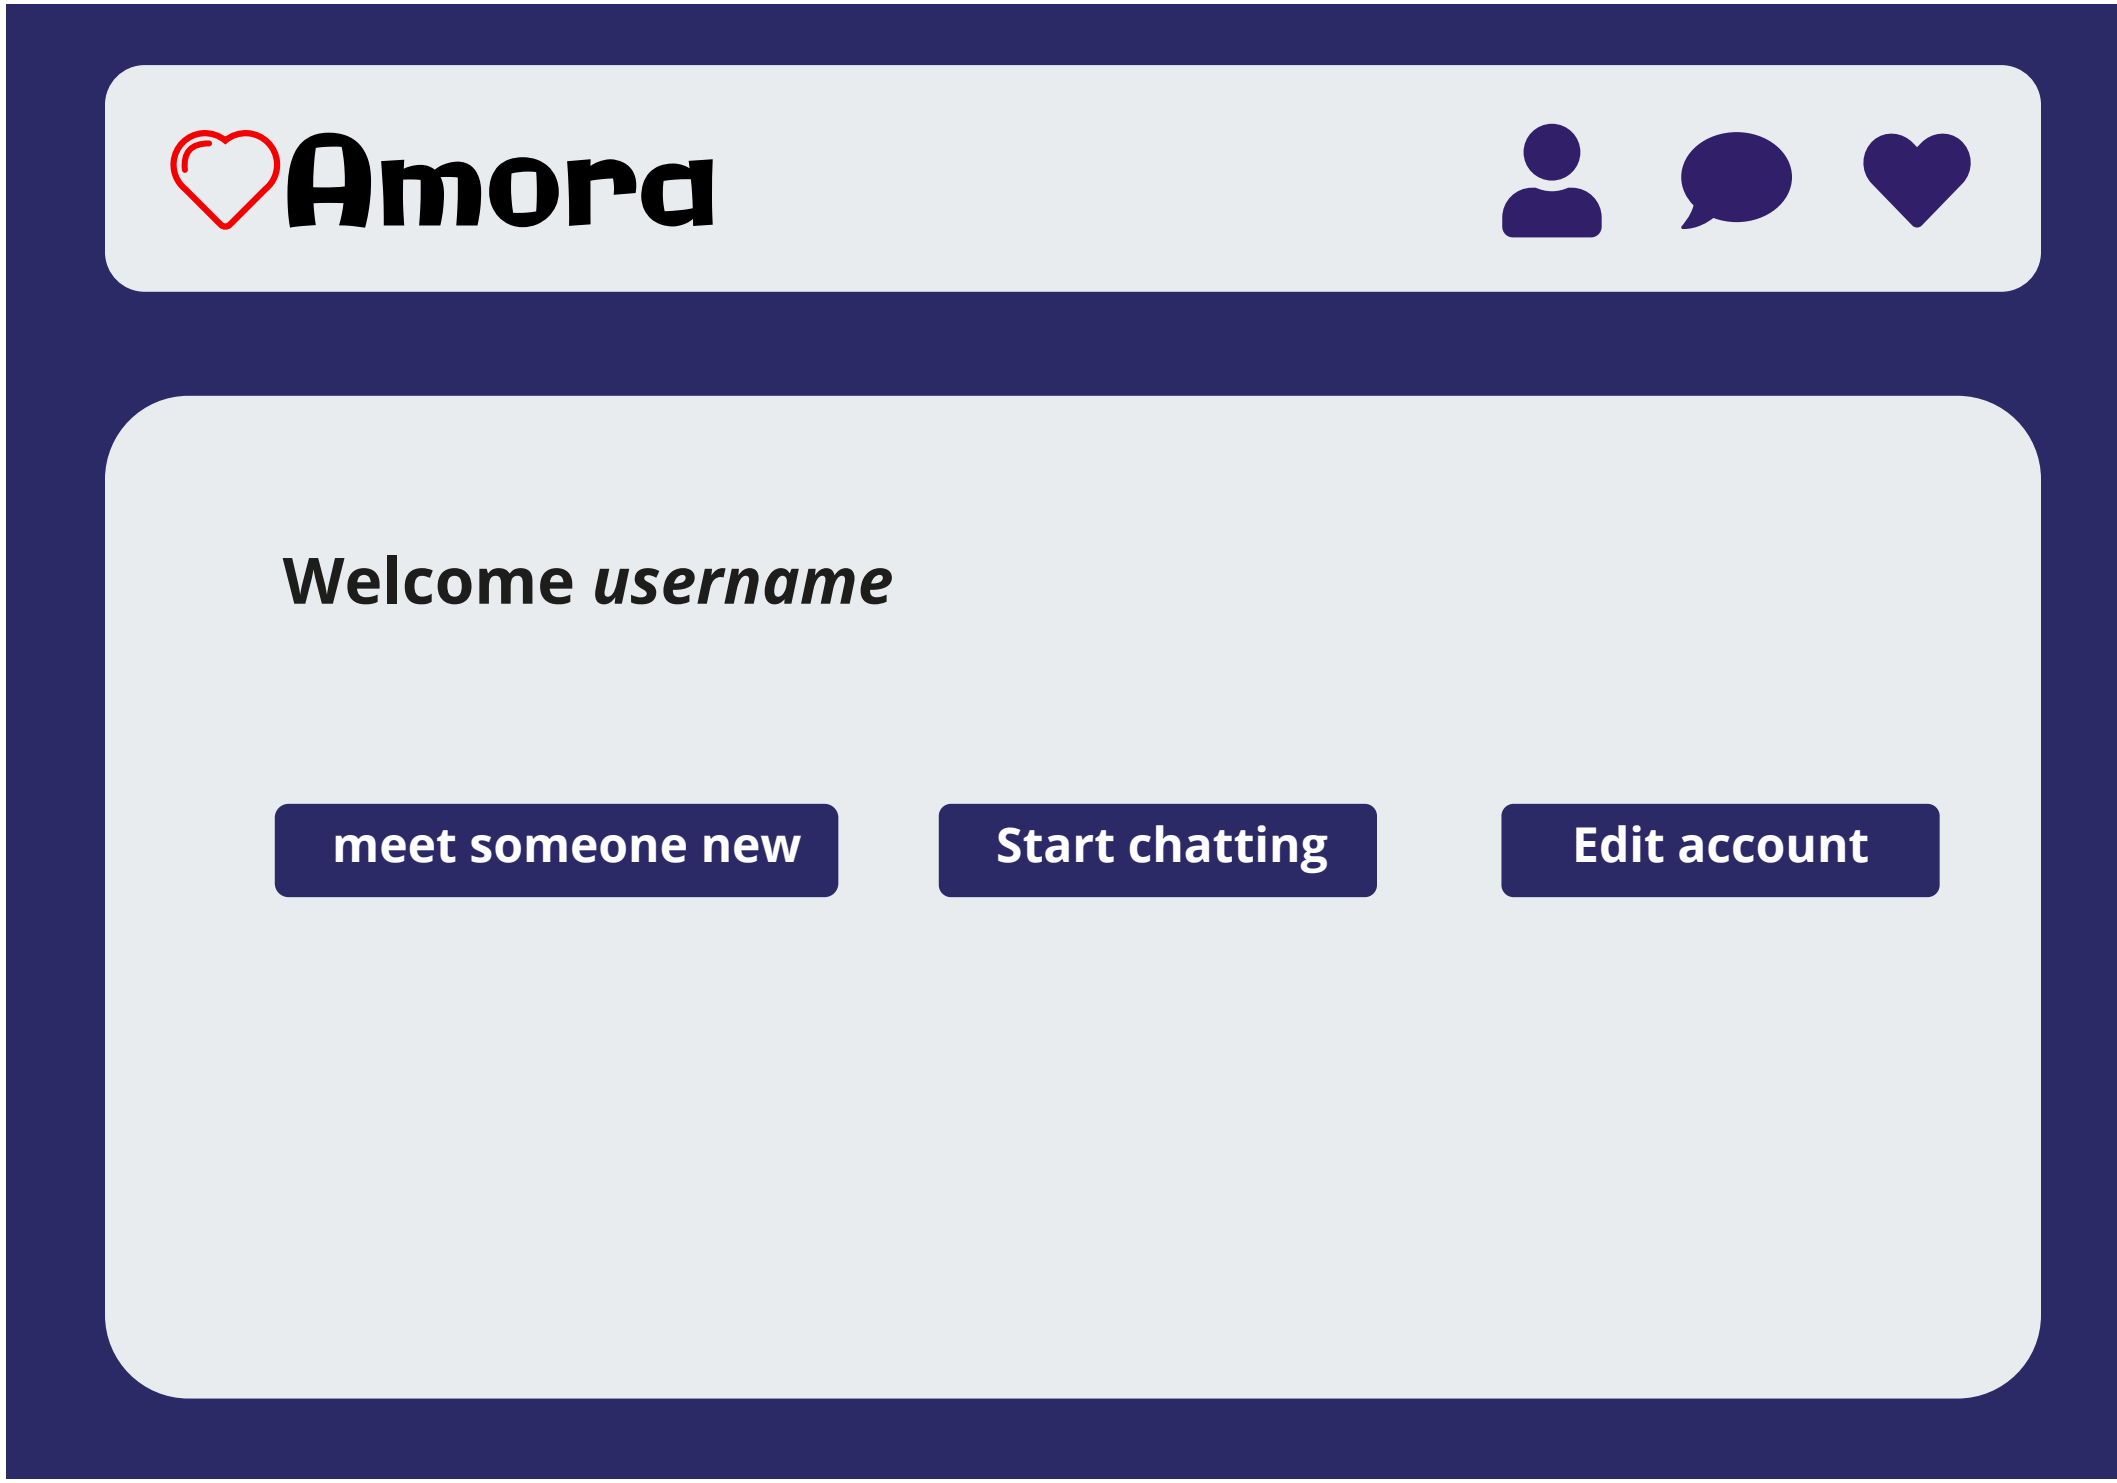 Amora
Welcome username
meet someone new
Start chatting
Edit account